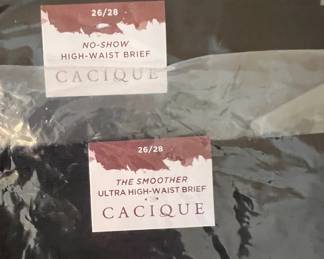 26/28
NO-SHOW
HIGH-WAIST BRIEF
CACIQUE
26/28
THE SMOOTHER
ULTRA HIGH-WAIST BRIEF
CACIQUE